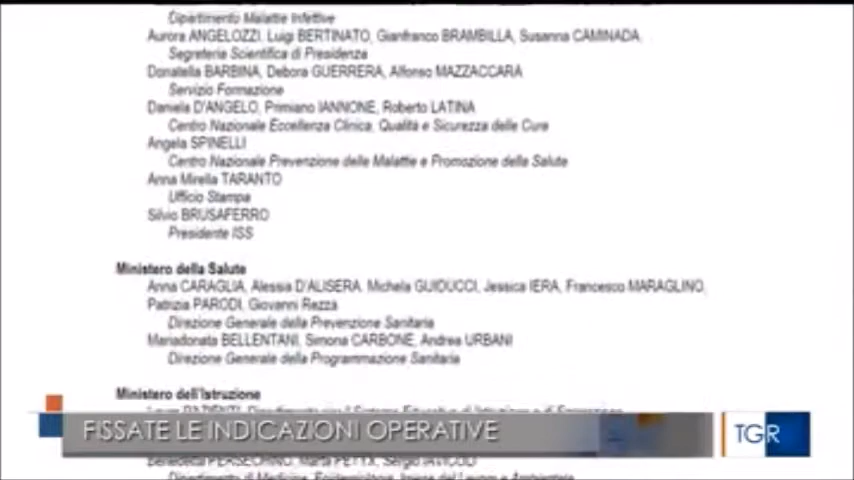 Dipartimento Malattie Infettive
Aurora ANGELOZZI, Luigi BERTINATO, Gianfranco BRAMBILLA, Susanna CAMINADA
Segreteria Scientifica di Presidenza
Donatella BARBINA, Debora GUERRERA, Alfonso MAZZACCARA
Servizio Formazione
Daniela D'ANGELO, Primiano IANNONE, Roberto LATINA
Centro Nazionale Eccellenza Clinica, Qualità e Sicurezza delle Cure
Angela SPINELLI
Centro Nazionale Prevenzione delle Malattie e Promozione della Salute
Anna Mirella TARANTO
Ufficio Stampa
Silvio BRUSAFERRO
Presidente ISS
Ministero della Salute
Anna CARAGLIA, Alessia D'ALISERA. Michela GUIDUCCI, Jessica IERA, Francesco MARAGLINO,
Patrizia PARODI, Giovanni Rezza
Direzione Generale della Prevenzione Sanitaria
Mariadonata BELLENTANI, Simona CARBONE, Andrea URBANI
Direzione Generale della Programmazione Sanitaria
Ministero dell'Istruzione
FISSATE LE INDICAZIONI OPERATIVE
TGR